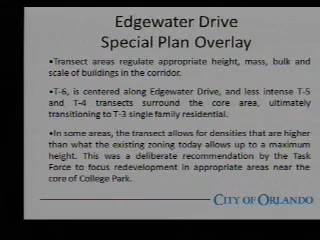 Edgewater Drive
Special Plan Overlay
•Transect areas regulate appropriate height, mass, bulk and
scale of buildings in the corridor.
•T-6, is centered along Edgewater Drive, and less intense T-5
and T-4 transects surround the core area, ultimately
transitioning to T-3 single family residential.
•In some areas, the transect allows for densities that are higher
than what the existing zoning today allows up to a maximum
height. This was a deliberate recommendation by the Task
Force to focus redevelopment in appropriate areas near the
core of College Park.
CITY OF ORLANDO